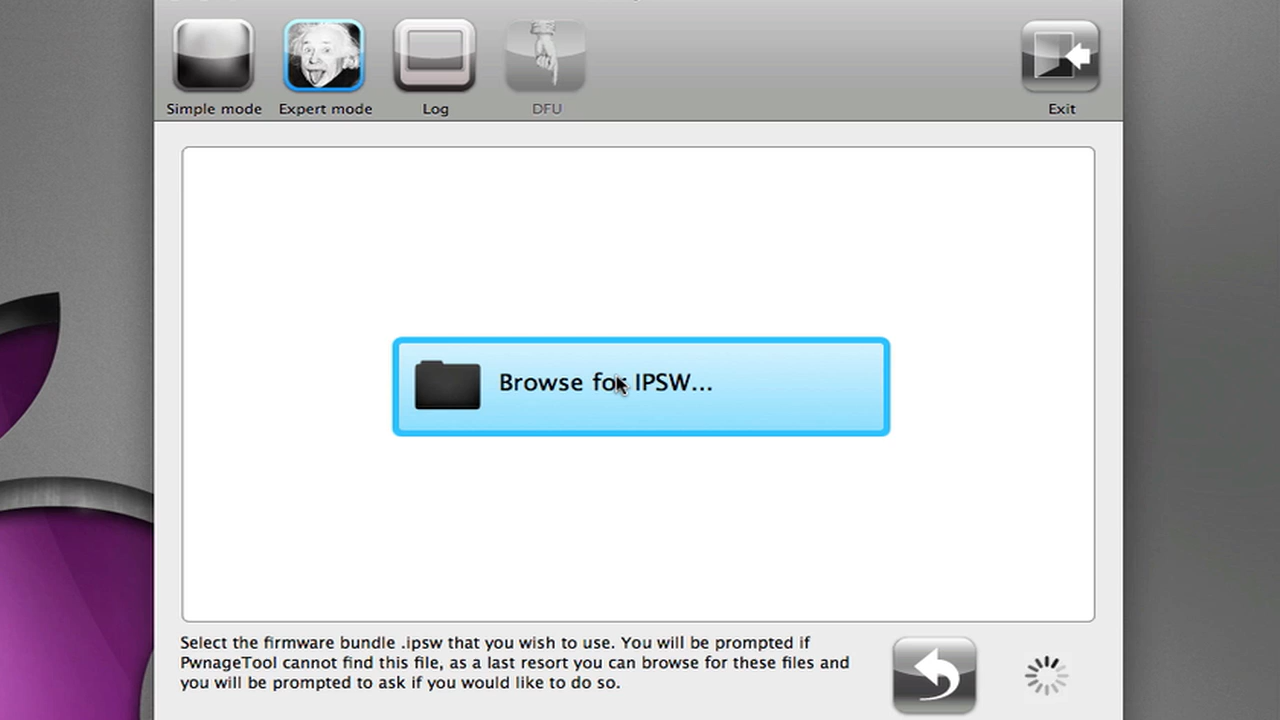 Simple mode Expert mode Log DFU Exit
Browse for IPSW...
Select the firmware bundle .ipsw that you wish to use. You will be prompted if
PwnageTool cannot find this file, as a last resort you can browse for these files and
you will be prompted to ask if you would like to do so.